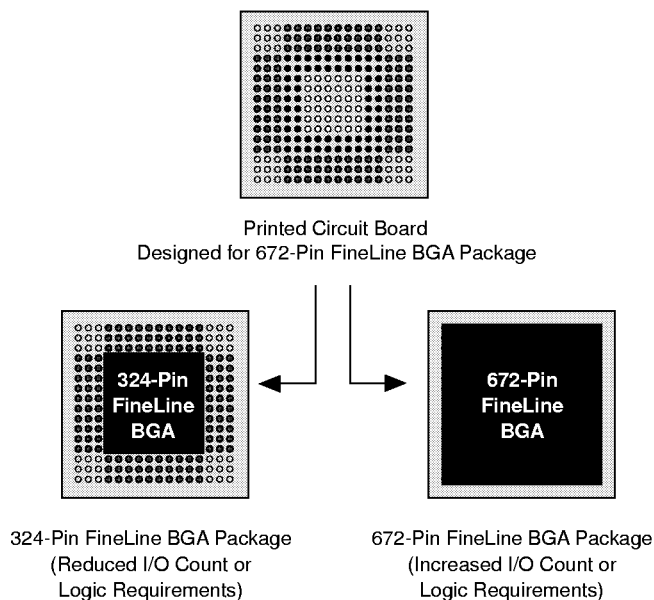 Printed Circuit Board
Designed for 672-Pin FineLine BGA Package
324-Pin
FineLine
BGA
672-Pin
FineLine
BGA
324-Pin FineLine BGA Package
(Reduced I/O Count or
Logic Requirements)
672-Pin FineLine BGA Package
(Increased I/O Count or
Logic Requirements)